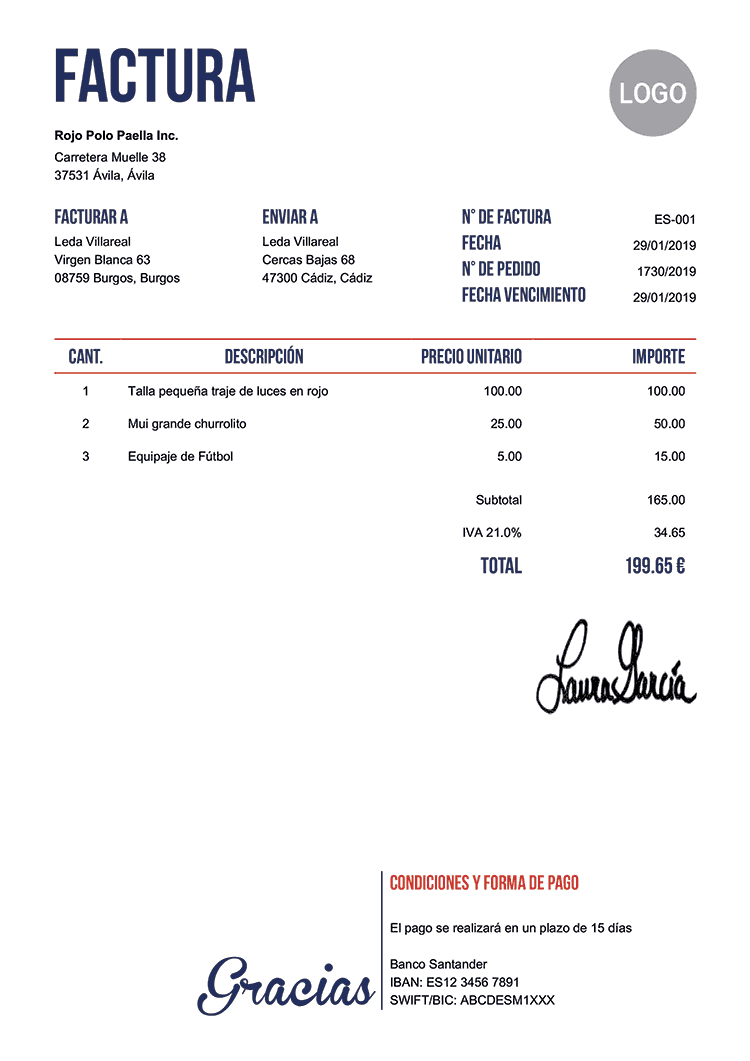 FACTURA
LOGO
Rojo Polo Paella Inc.
Carretera Muelle 38
37531 Ávila, Ávila
FACTURAR A
Leda Villareal
Virgen Blanca 63
08759 Burgos, Burgos
ENVIAR A
Leda Villareal
Cercas Bajas 68
47300 Cádiz, Cádiz
N° DE FACTURA ES-001
FECHA 29/01/2019
N° DE PEDIDO 1730/2019
FECHA VENCIMIENTO 29/01/2019
CANT. DESCRIPCIÓN PRECIO UNITARIO IMPORTE
1 Talla pequeña traje de luces en rojo 100.00 100.00
2 Mui grande churrolito 25.00 50.00
3 Equipaje de Fútbol 5.00 15.00
Subtotal 165.00
IVA 21.0% 34.65
TOTAL 199.65 €
Laura García
CONDICIONES Y FORMA DE PAGO
El pago se realizará en un plazo de 15 días
Banco Santander
IBAN: ES12 3456 7891
SWIFT/BIC: ABCDESM1XXX
Gracias